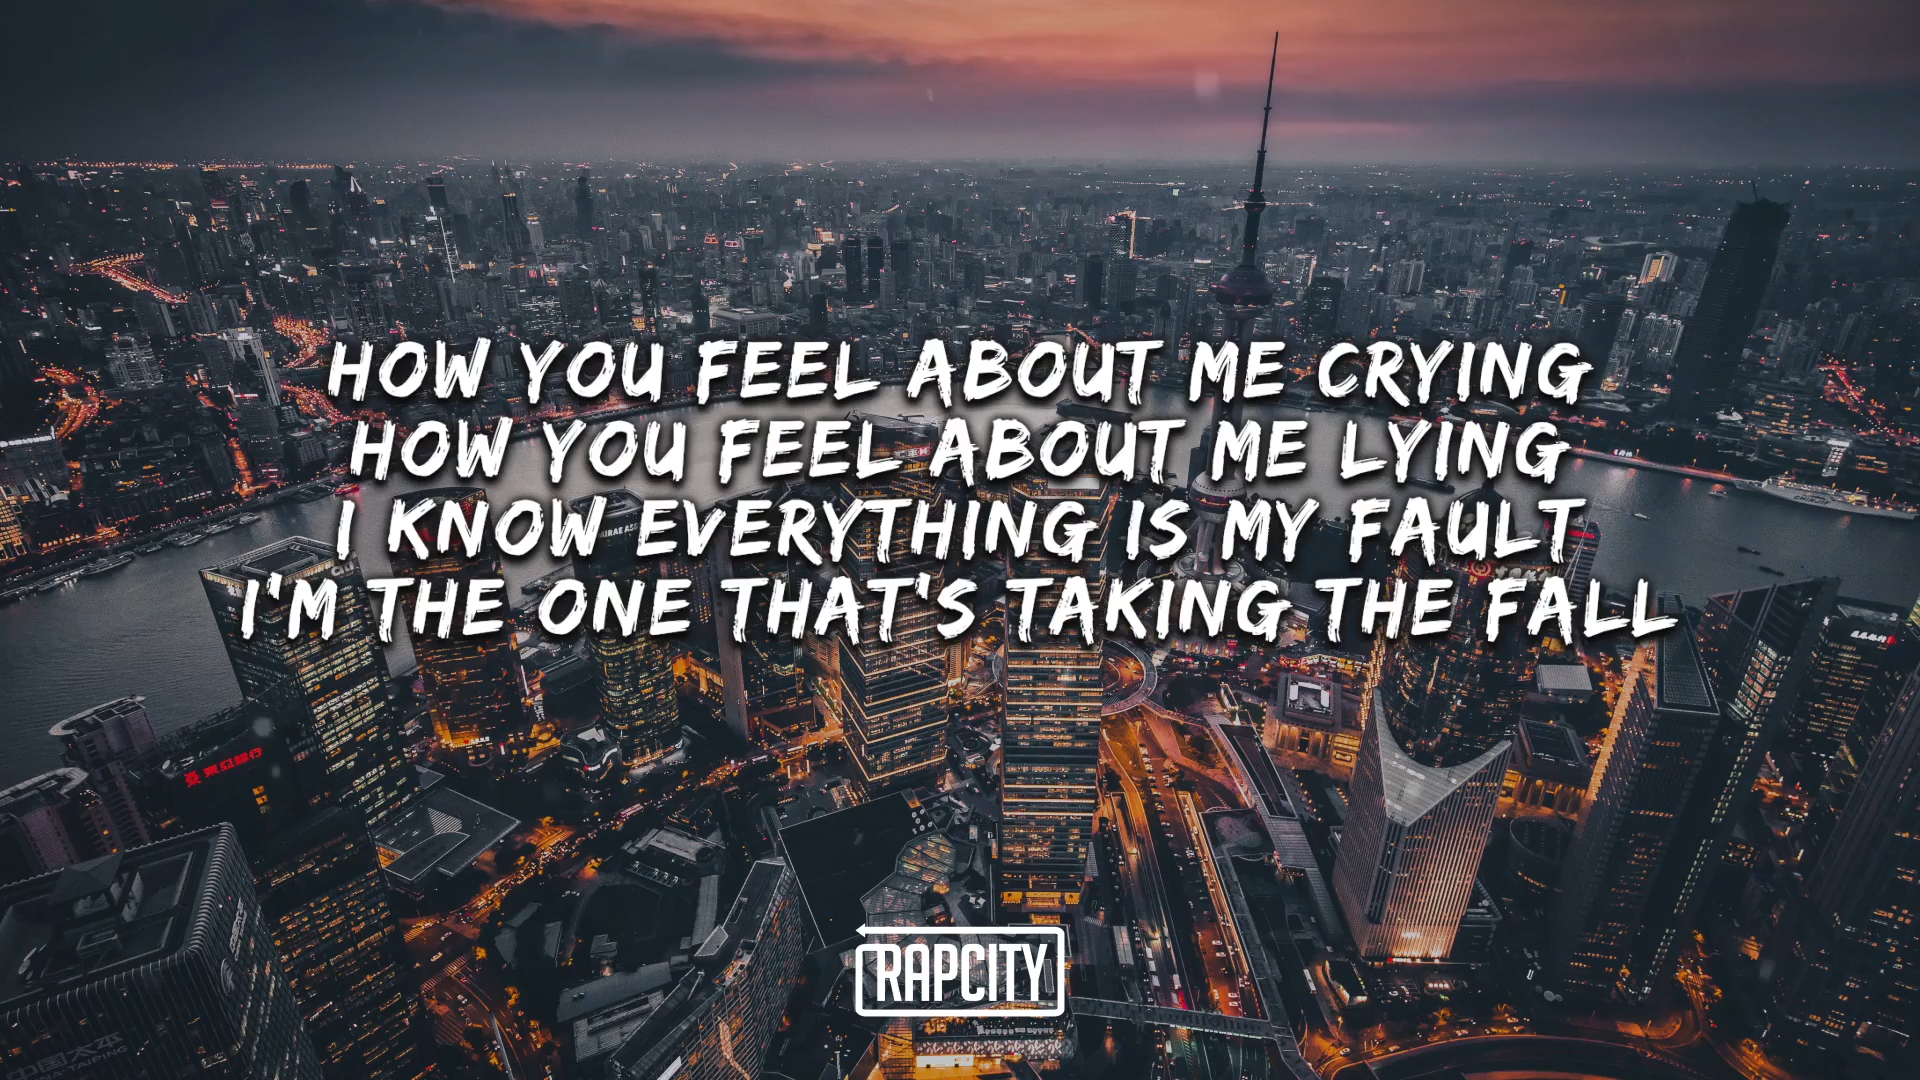 HOW YOU FEEL ABOUT ME CRYING
HOW YOU FEEL ABOUT ME LYING
I KNOW EVERYTHING IS MY FAULT
I'M THE ONE THAT'S TAKING THE FALL
RAPCITY